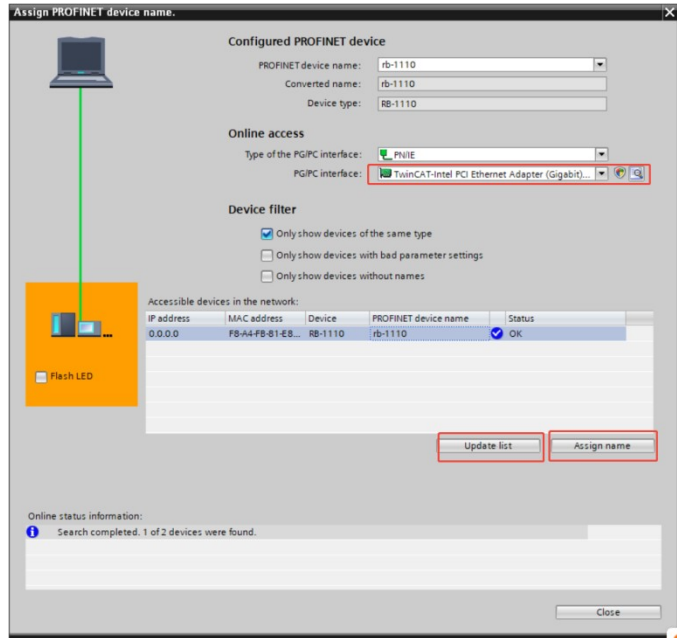 Assign PROFINET device name.
Configured PROFINET device
PROFINET device name: rb-1110
Converted name: rb-1110
Device type: RB-1110
Online access
Type of the PG/PC interface: PN/IE
PG/PC interface: TwinCAT-Intel PCI Ethernet Adapter (Gigabit)...
Device filter
Only show devices of the same type
Only show devices with bad parameter settings
Only show devices without names
Accessible devices in the network:
IP address MAC address Device PROFINET device name Status
0.0.0.0 F8-A4-FB-81-E8... RB-1110 rb-1110 OK
Flash LED
Update list Assign name
Online status information:
Search completed. 1 of 2 devices were found.
Close